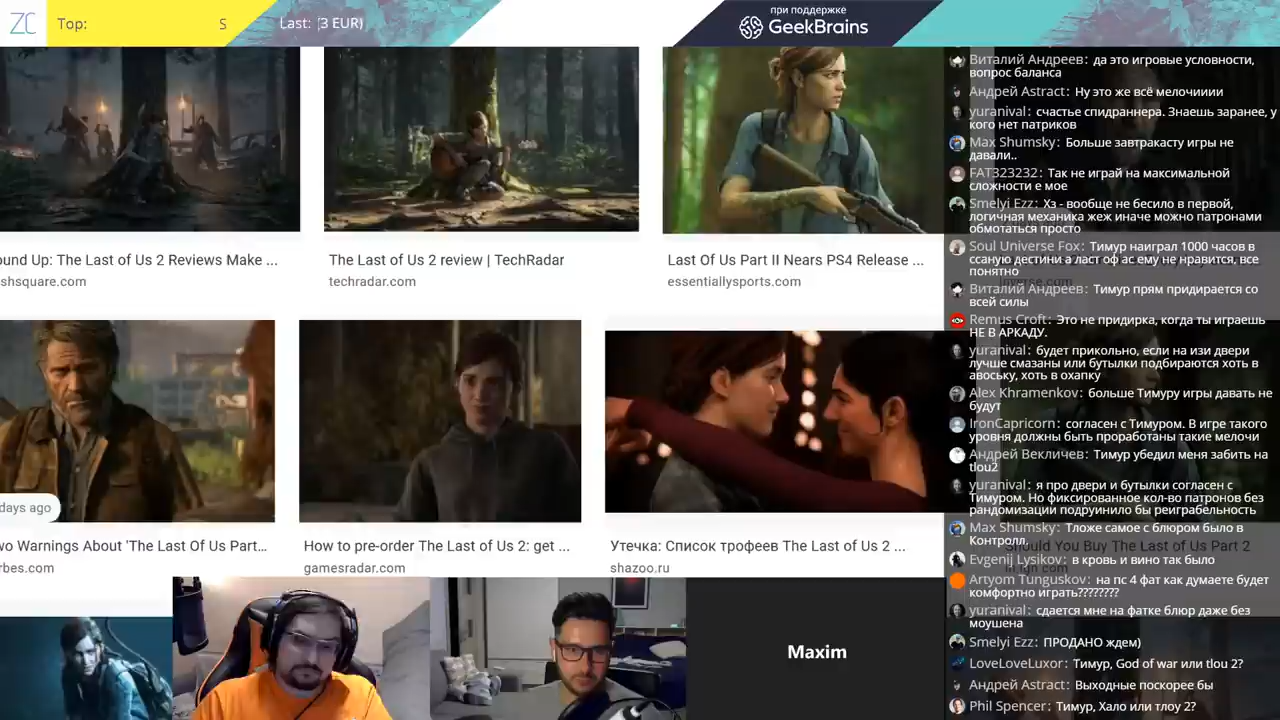 ZC
Top:
S
Last: (3 EUR)
при поддержке
GeekBrains
ound Up: The Last of Us 2 Reviews Make ...
shsquare.com
The Last of Us 2 review | TechRadar
techradar.com
Last Of Us Part II Nears PS4 Release ...
essentiallysports.com
days ago
wo Warnings About 'The Last Of Us Part...
rbes.com
How to pre-order The Last of Us 2: get ...
gamesradar.com
Утечка: Список трофеев The Last of Us 2 ...
shazoo.ru
Should You Buy The Last of Us Part 2
Maxim
Виталий Андреев: да это игровые условности,
вопрос баланса
Андрей Astract: Ну это же всё мелочииии
yuranival: счастье спидраннера. Знаешь заранее, у
кого нет патриков
Max Shumsky: Больше завтракасту игры не
давали..
FAT323232: Так не играй на максимальной
сложности е мое
Smelyi Ezz: Хз - вообще не бесило в первой,
логичная механика жеж иначе можно патронами
обмотаться просто
Soul Universe Fox: Тимур наиграл 1000 часов в
ссаную дестини а ласт оф ас ему не нравится, все
понятно
Виталий Андреев: Тимур прям придирается со
всей силы
Remus Croft: Это не придирка, когда ты играешь
НЕ В АРКАДУ.
yuranival: будет прикольно, если на изи двери
лучше смазаны или бутылки подбираются хоть в
авоську, хоть в охапку
Alex Khramenkov: больше Тимуру игры давать не
будут
IronCapricorn: согласен с Тимуром. В игре такого
уровня должны быть проработаны такие мелочи
Андрей Векличев: Тимур убедил меня забить на
tlou2
yuranival: я про двери и бутылки согласен с
Тимуром. Но фиксированное кол-во патронов без
рандомизации подруинило бы реиграбельность
Max Shumsky: Тложе самое с блюром было в
Контролл.
Evgenij Lysikov: в кровь и вино так было
Artyom Tunguskov: на пс 4 фат как думаете будет
комфортно играть????????
yuranival: сдается мне на фатке блюр даже без
моушена
Smelyi Ezz: ПРОДАНО ждем)
LoveLoveLuxor: Тимур, God of war или tlou 2?
Андрей Astract: Выходные поскорее бы
Phil Spencer: Тимур, Хало или тлоу 2?